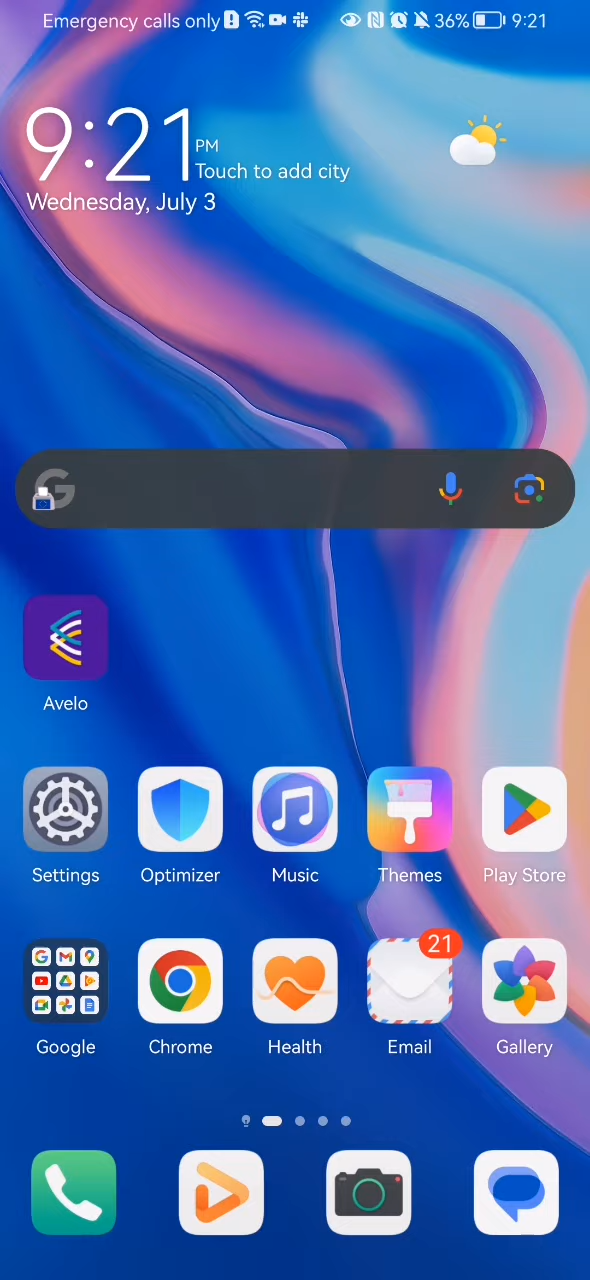 Emergency calls only 36% 9:21
9:21 PM
Touch to add city
Wednesday, July 3
Avelo
Settings Optimizer Music Themes Play Store
21
Google Chrome Health Email Gallery